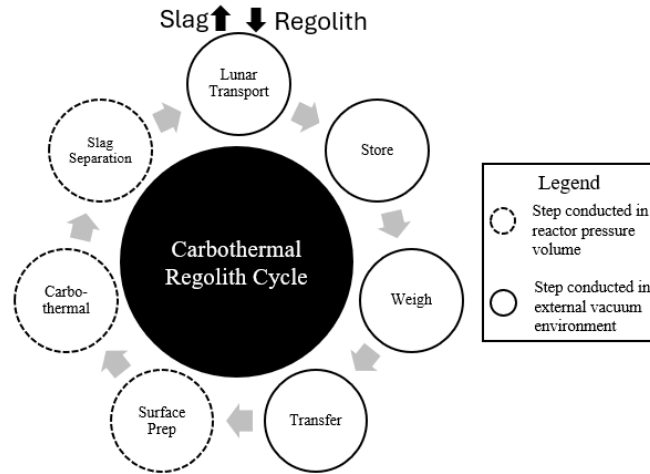 Slag Regolith
Lunar
Transport
Store
Weigh
Transfer
Surface
Prep
Carbo-
thermal
Slag
Separation
Carbothermal
Regolith Cycle
Legend
Step conducted in
reactor pressure
volume
Step conducted in
external vacuum
environment